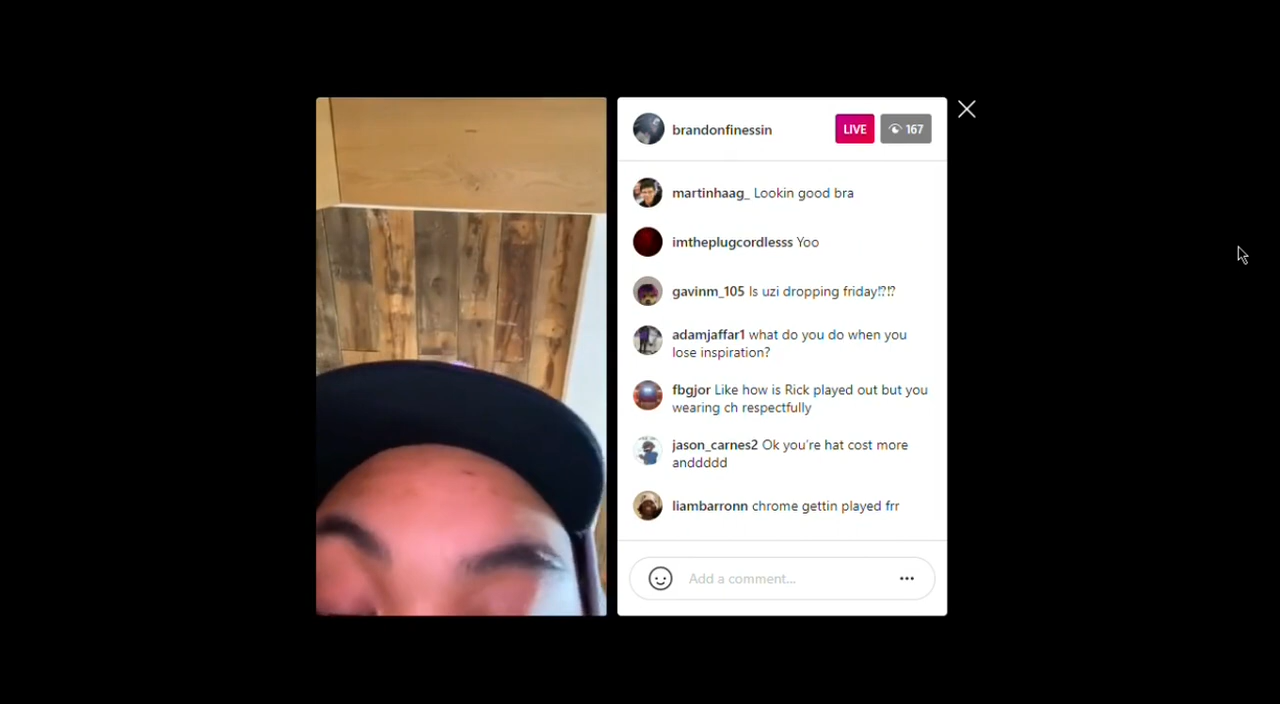 brandonfinessin
LIVE
167
martinhaag_ Lookin good bra
imtheplugcordlesss Yoo
gavinm_105 Is uzi dropping friday⁉️⁉️
adamjaffar1 what do you do when you
lose inspiration?
fbgjor Like how is Rick played out but you
wearing ch respectfully
jason_carnes2 Ok you're hat cost more
anddddd
liambarronn chrome gettin played frr
Add a comment...